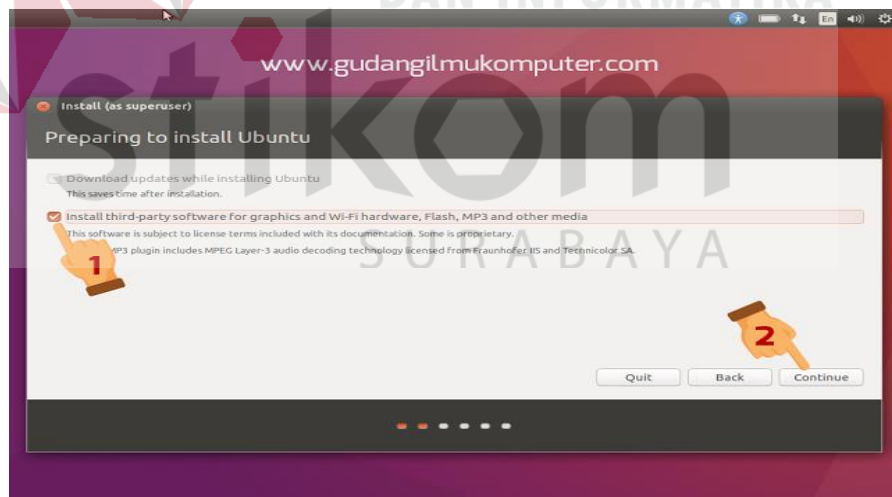 DAN INFORMATIKA
En
www.gudangilmukomputer.com
stikom
Install (as superuser)
Preparing to install Ubuntu
Download updates while installing Ubuntu
This saves time after installation.
Install third-party software for graphics and Wi-Fi hardware, Flash, MP3 and other media
This software is subject to license terms included with its documentation. Some is proprietary.
MP3 plugin includes MPEG Layer-3 audio decoding technology licensed from Fraunhofer IIS and Technicolor SA.
SURABAYA
1
2
Quit Back Continue